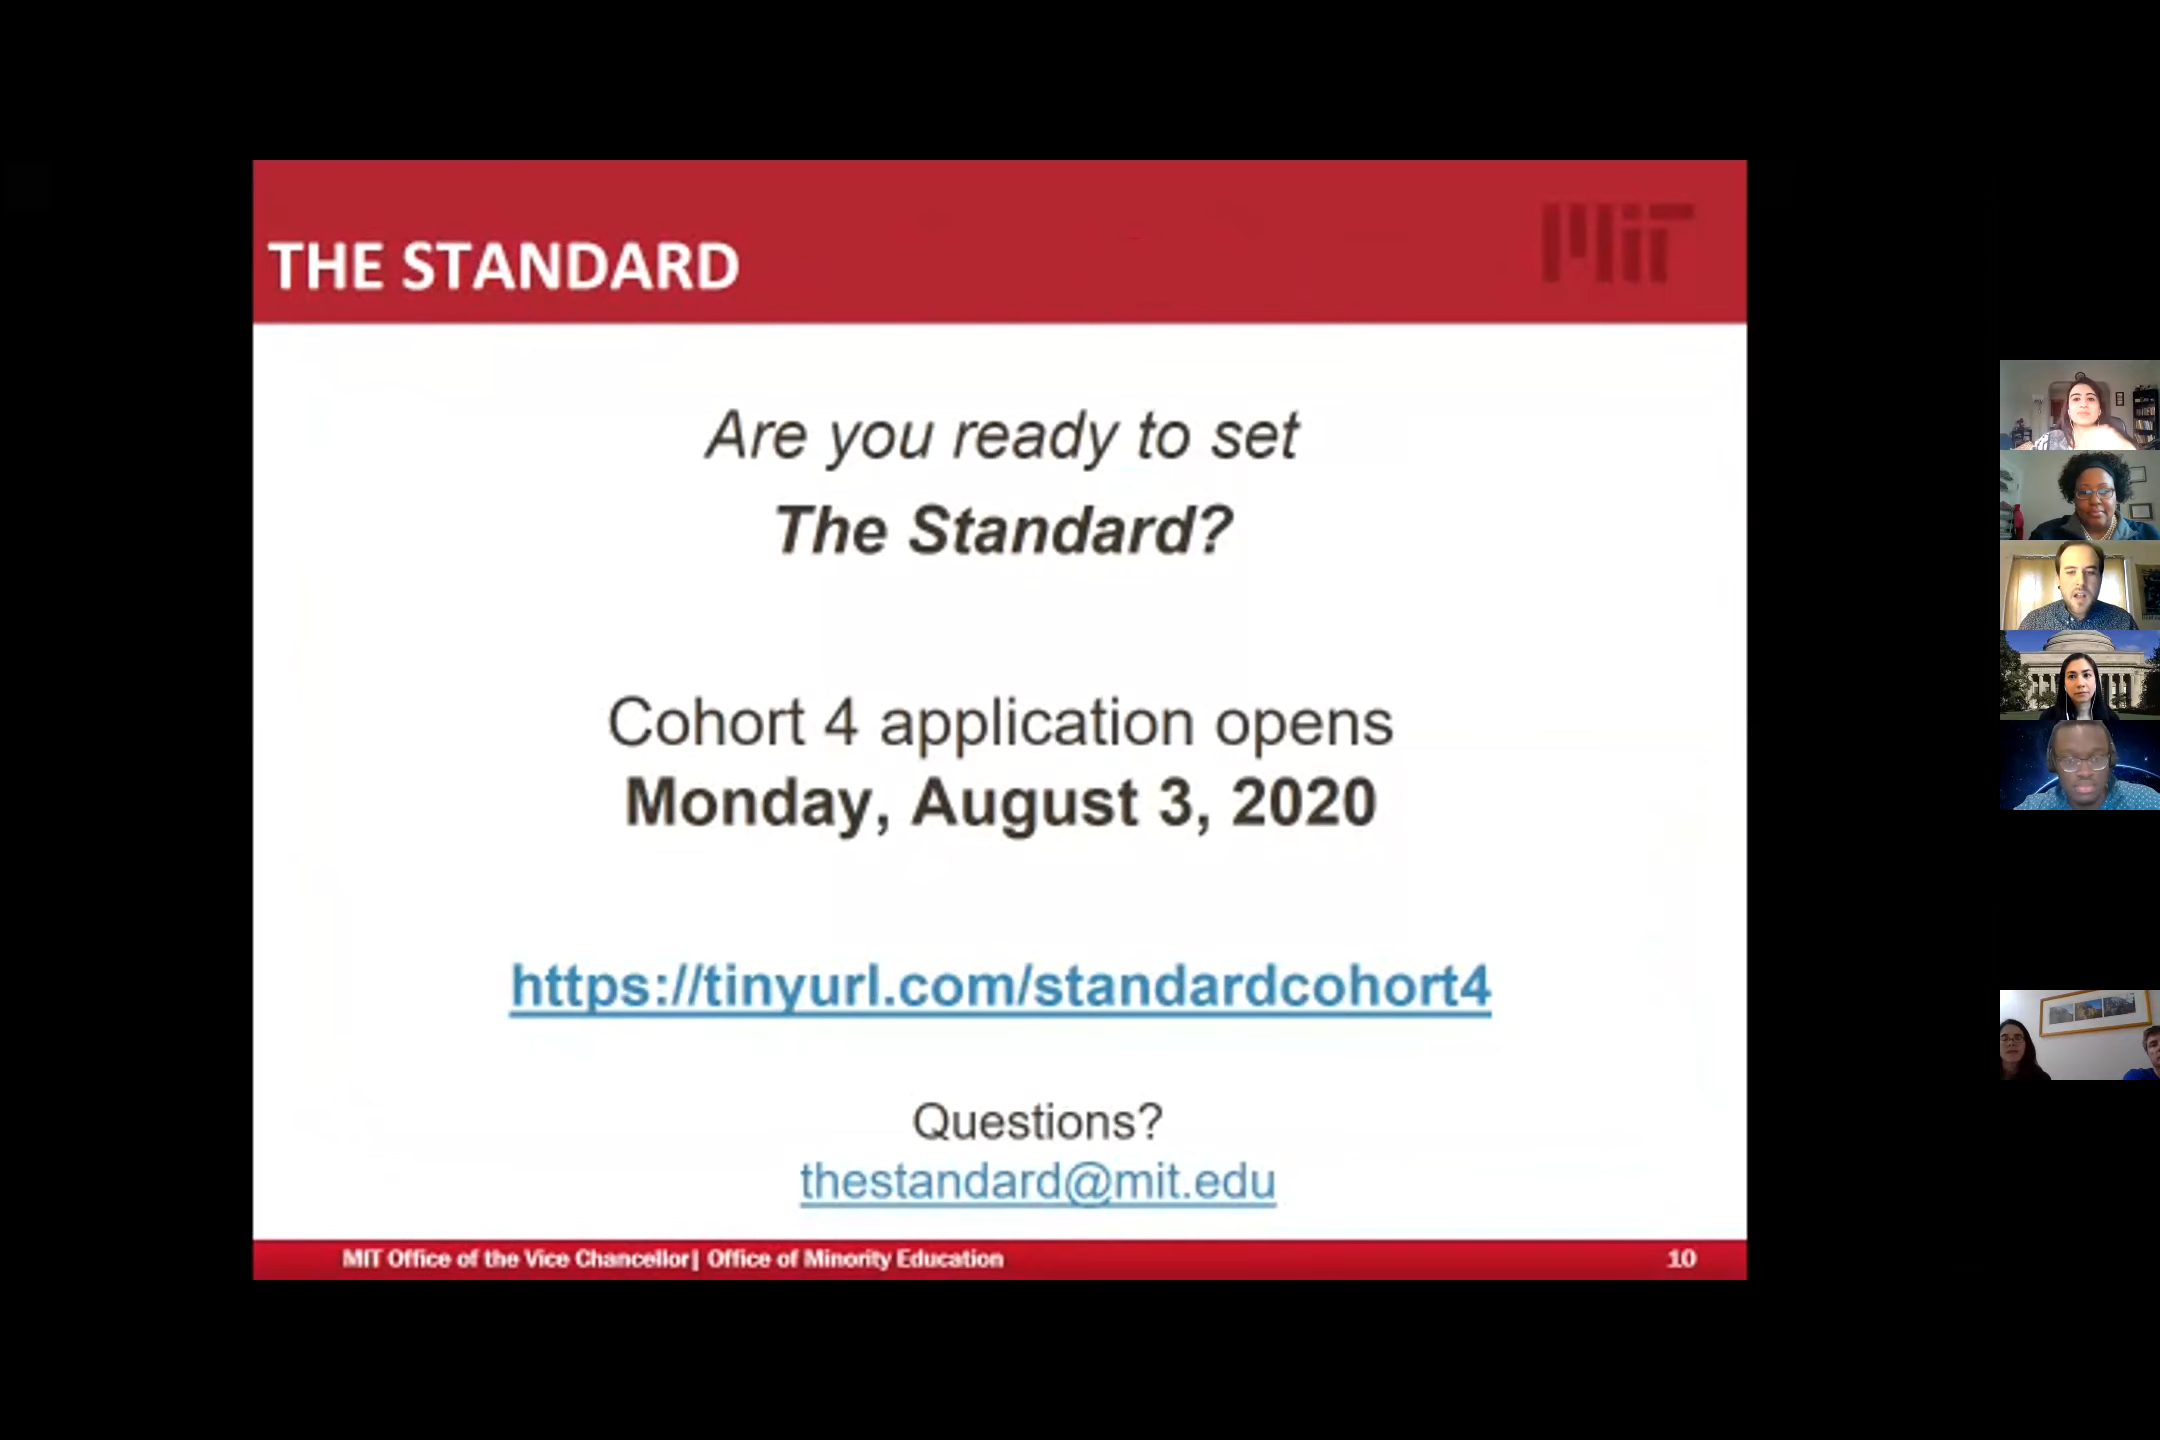 THE STANDARD
MIT
Are you ready to set
The Standard?
Cohort 4 application opens
Monday, August 3, 2020
https://tinyurl.com/standardcohort4
Questions?
thestandard@mit.edu
MIT Office of the Vice Chancellor| Office of Minority Education
10